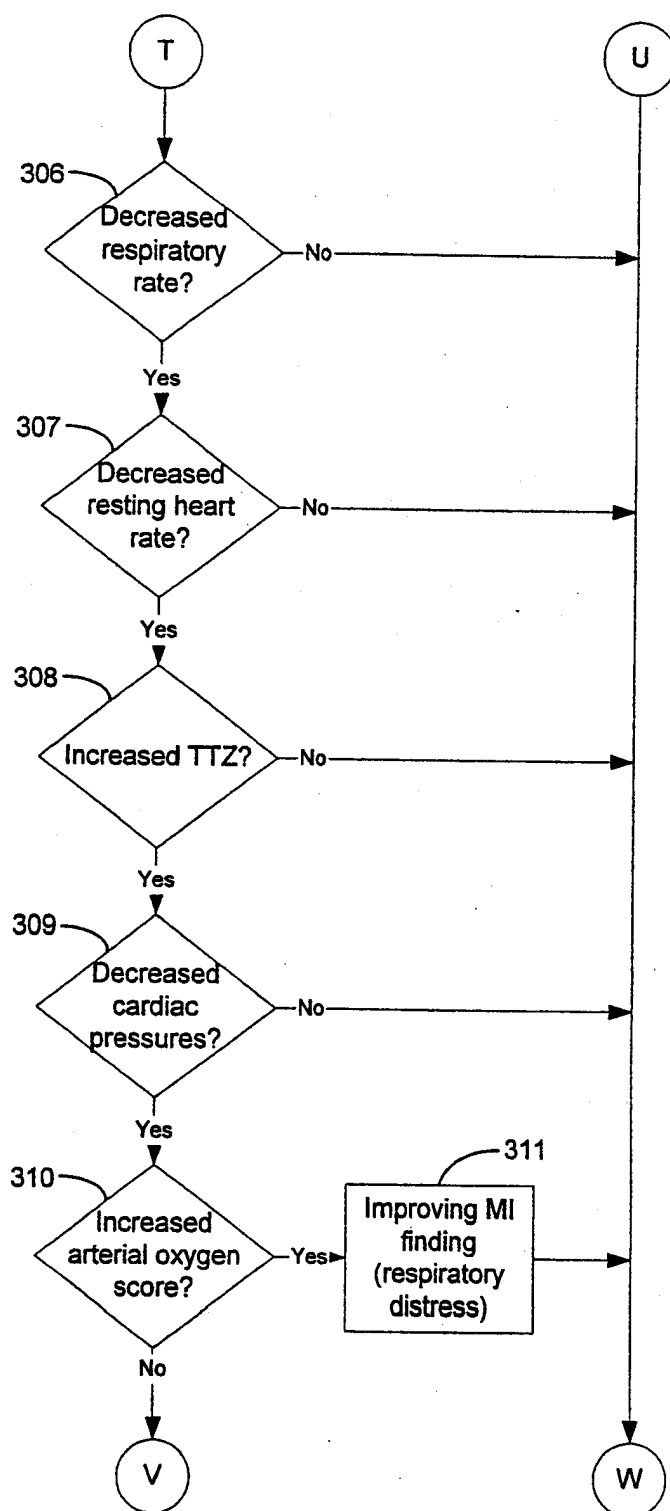 T
U
306
Decreased
respiratory
rate?
No
Yes
307
Decreased
resting heart
rate?
No
Yes
308
Increased TTZ?
No
Yes
309
Decreased
cardiac
pressures?
No
Yes
310
Increased
arterial oxygen
score?
Yes
311
Improving MI
finding
(respiratory
distress)
No
V
W